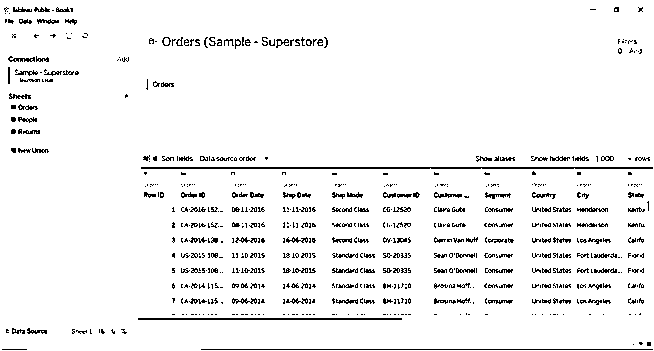 Tableau Public - Book1
File Data Window Help
Connections Add
Sample - Superstore
Sheets
Orders
People
Returns
New Union
Orders (Sample - Superstore)
Filters
0 Add
Orders
Sort fields Data source order
Show aliases Show hidden fields 1,000 rows
Row ID Order ID Order Date Ship Date Ship Mode Customer ID Customer... Segment Country City State
1 CA-2016-152... 08-11-2016 11-11-2016 Second Class CG-12520 Claire Gute Consumer United States Henderson Kentu
2 CA-2016-152... 08-11-2016 11-11-2016 Second Class CG-12520 Claire Gute Consumer United States Henderson Kentu
3 CA-2016-138... 12-06-2016 16-06-2016 Second Class DV-13045 Darrin Van Huff Corporate United States Los Angeles Califo
4 US-2015-108... 11-10-2015 18-10-2015 Standard Class SO-20335 Sean O'Donnell Consumer United States Fort Lauderda... Florid
5 US-2015-108... 11-10-2015 18-10-2015 Standard Class SO-20335 Sean O'Donnell Consumer United States Fort Lauderda... Florid
6 CA-2014-115... 09-06-2014 14-06-2014 Standard Class BH-11710 Brosina Hoff... Consumer United States Los Angeles Califo
7 CA-2014-115... 09-06-2014 14-06-2014 Standard Class BH-11710 Brosina Hoff... Consumer United States Los Angeles Califo
Data Source Sheet 1